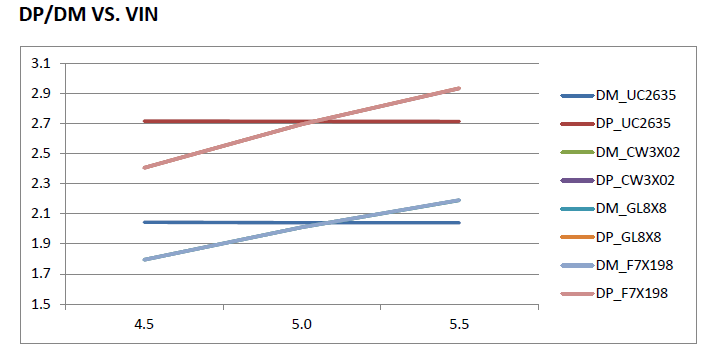 DP/DM VS. VIN
3.1
2.9
2.7
2.5
2.3
2.1
1.9
1.7
1.5
4.5 5.0 5.5
DM_UC2635
DP_UC2635
DM_CW3X02
DP_CW3X02
DM_GL8X8
DP_GL8X8
DM_F7X198
DP_F7X198